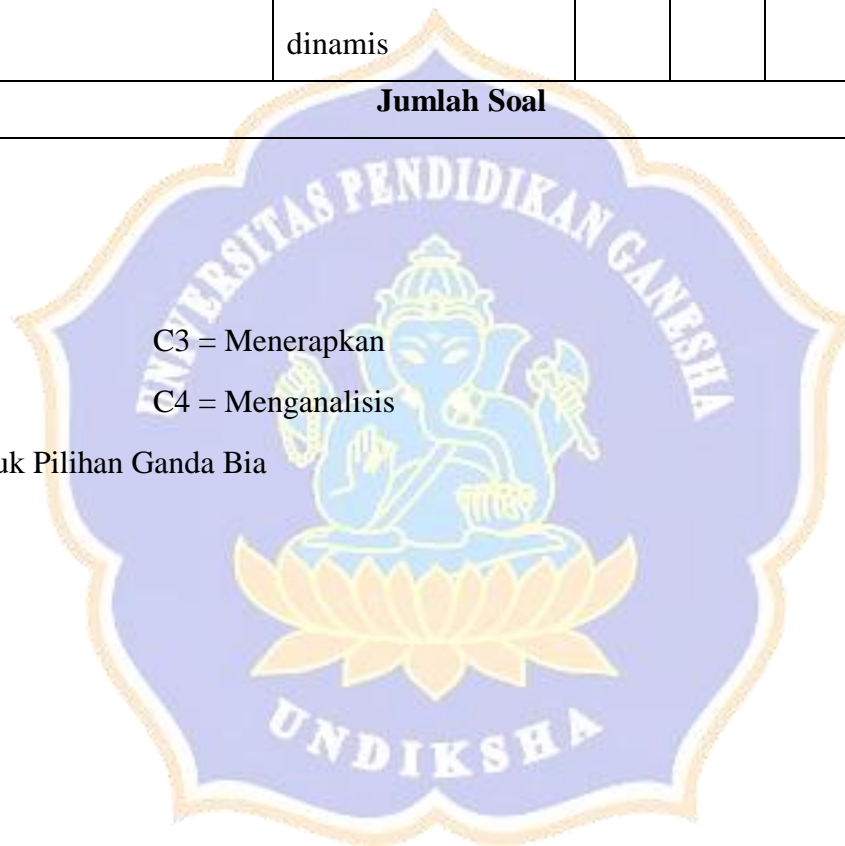 dinamis
Jumlah Soal
UNIVERSITAS PENDIDIKAN GANESHA
C3 = Menerapkan
C4 = Menganalisis
uk Pilihan Ganda Bia
UNDIKSHA